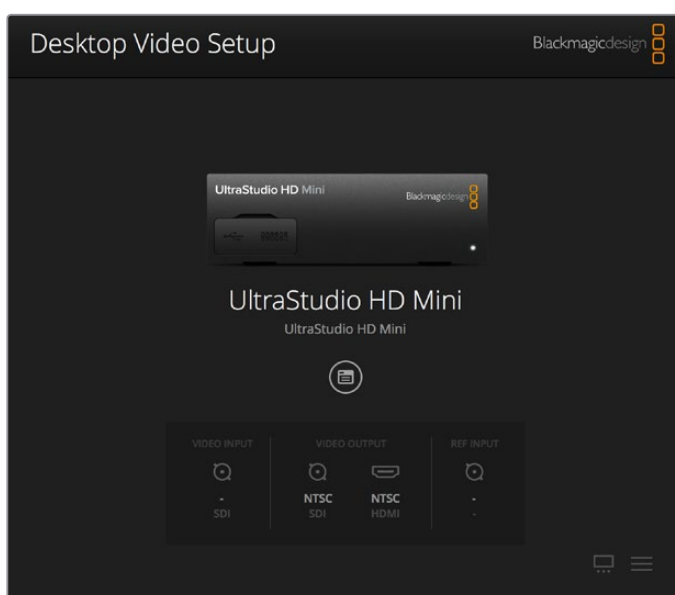 Desktop Video Setup
Blackmagicdesign
UltraStudio HD Mini
Blackmagicdesign
UltraStudio HD Mini
UltraStudio HD Mini
VIDEO INPUT VIDEO OUTPUT REF INPUT
- NTSC NTSC -
SDI SDI HDMI -